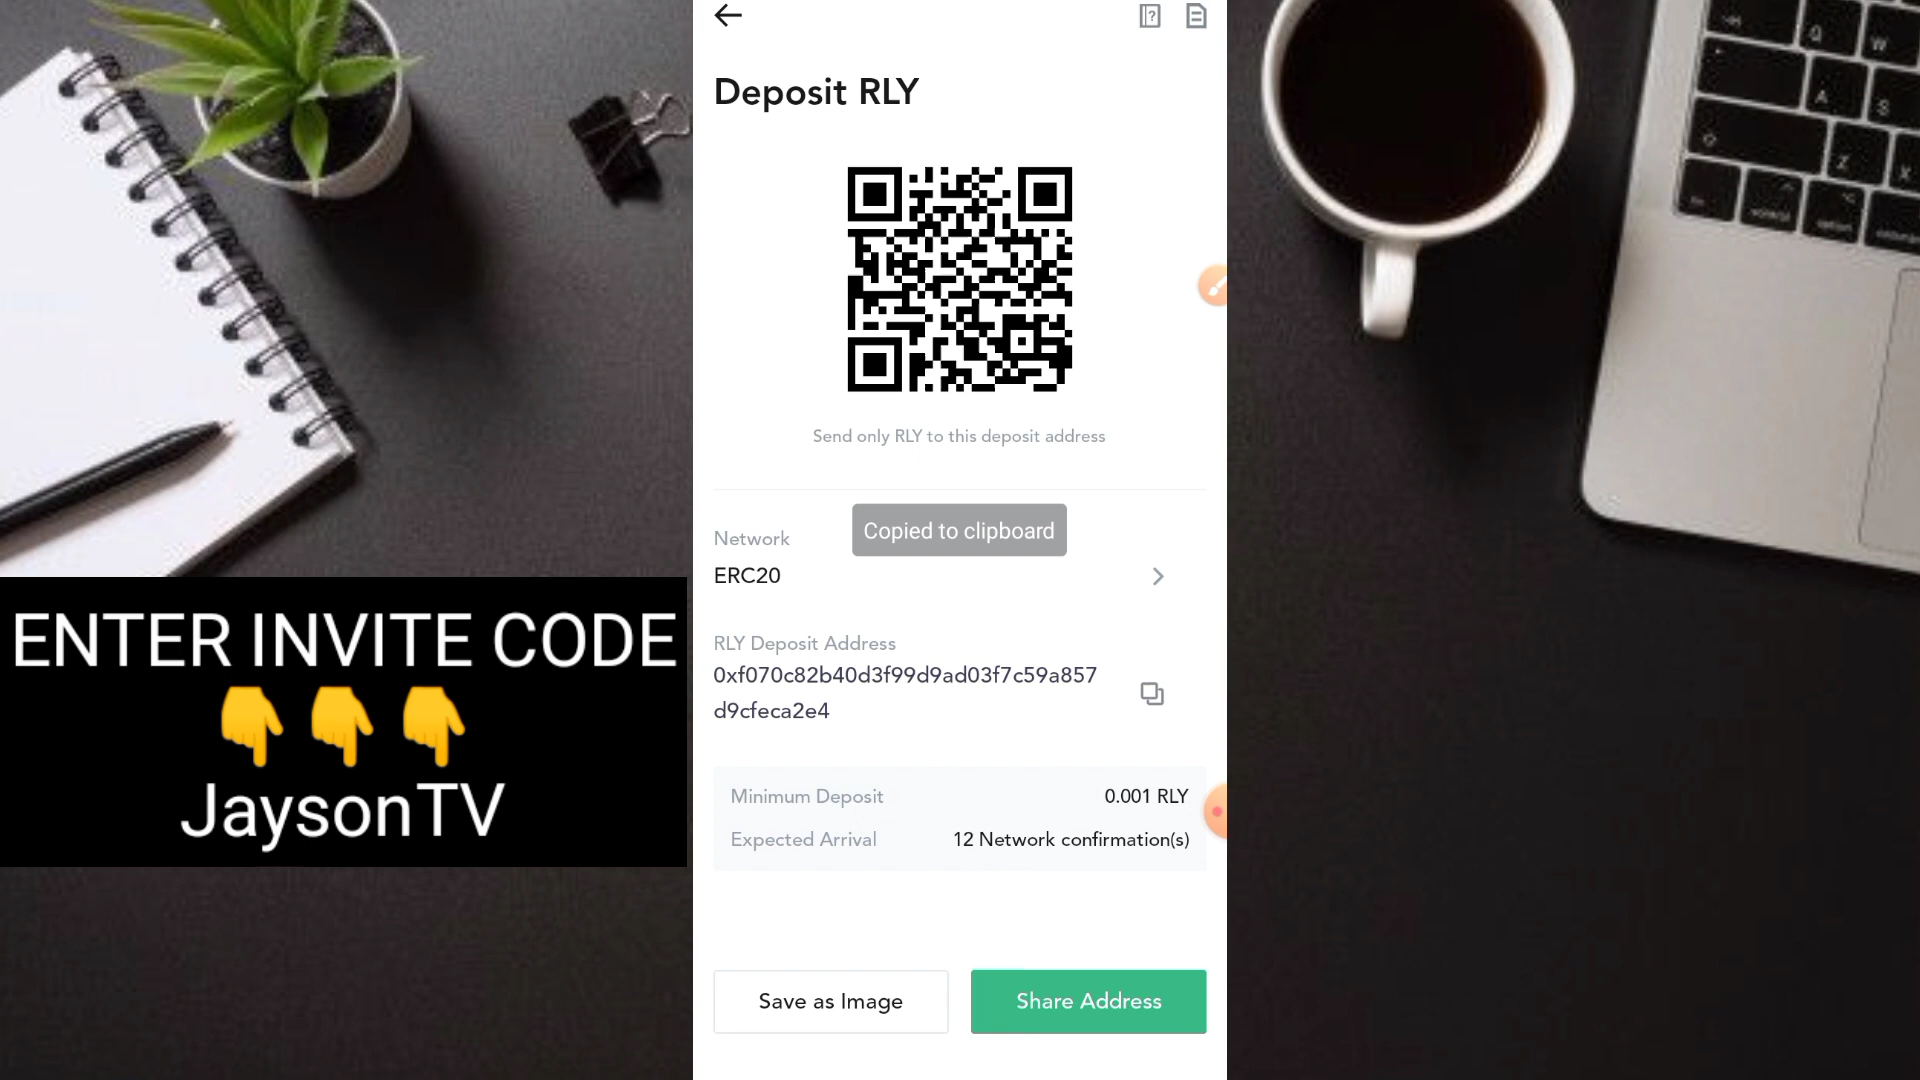 Deposit RLY
Send only RLY to this deposit address
Copied to clipboard
Network
ERC20
RLY Deposit Address
0xf070c82b40d3f99d9ad03f7c59a857
d9cfeca2e4
Minimum Deposit 0.001 RLY
Expected Arrival 12 Network confirmation(s)
Save as Image Share Address
ENTER INVITE CODE
👇👇👇
JaysonTV
Q W
A S
Z X